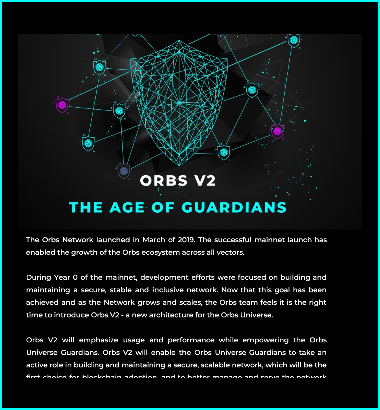 ORBS V2
THE AGE OF GUARDIANS
The Orbs Network launched in March of 2019. The successful mainnet launch has
enabled the growth of the Orbs ecosystem across all vectors.
During Year 0 of the mainnet, development efforts were focused on building and
maintaining a secure, stable and inclusive network. Now that this goal has been
achieved and as the Network grows and scales, the Orbs team feels it is the right
time to introduce Orbs V2 - a new architecture for the Orbs Universe.
Orbs V2 will emphasize usage and performance while empowering the Orbs
Universe Guardians. Orbs V2 will enable the Orbs Universe Guardians to take an
active role in building and maintaining a secure, scalable network, which will be the
first choice for blockchain adoption, and to better manage and serve the network